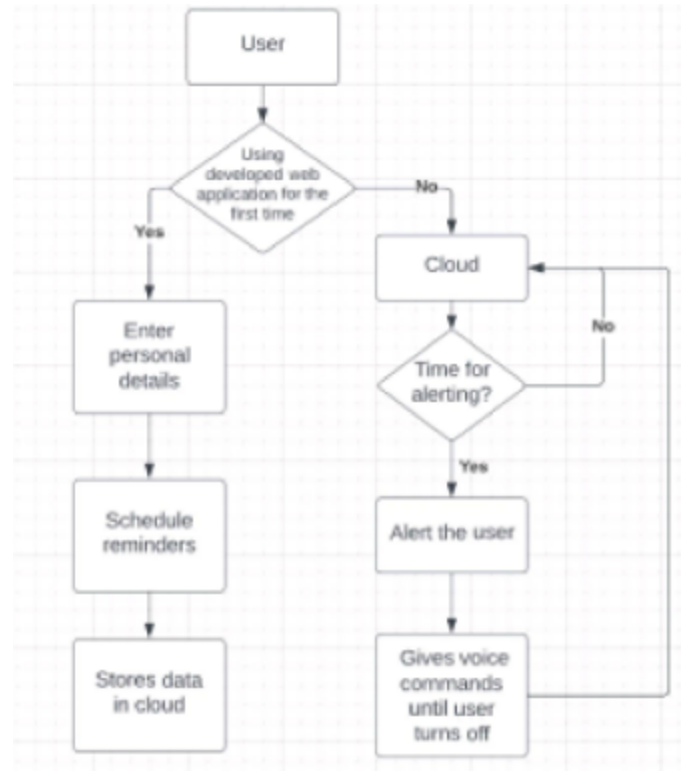 User
Using
developed web
application for the
first time
No
Yes
Cloud
Enter
personal
details
No
Time for
alerting?
Yes
Schedule
reminders
Alert the user
Stores data
in cloud
Gives voice
commands
until user
turns off